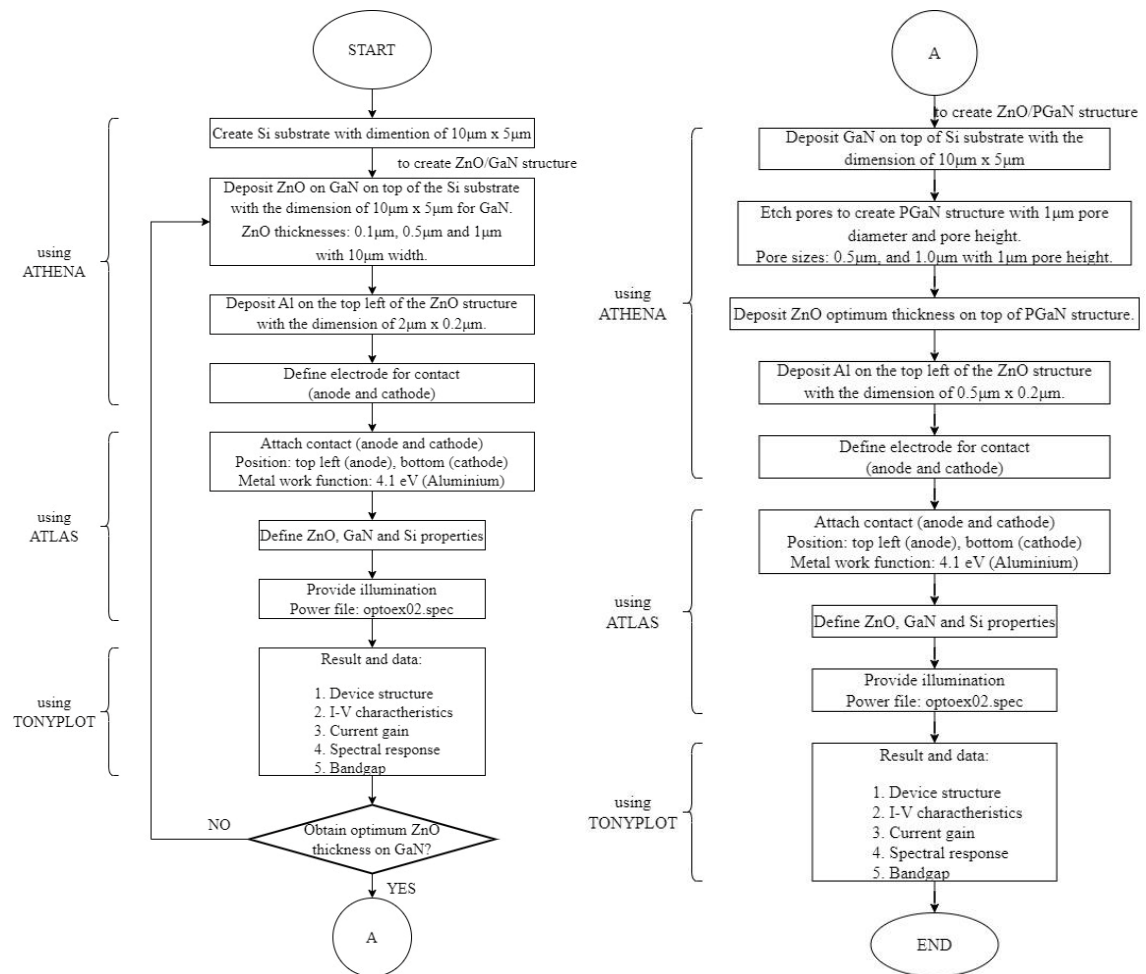 START
Create Si substrate with dimention of 10μm x 5μm
to create ZnO/GaN structure
Deposit ZnO on GaN on top of the Si substrate
with the dimension of 10μm x 5μm for GaN.
ZnO thicknesses: 0.1μm, 0.5μm and 1μm
with 10μm width.
using
ATHENA
Deposit Al on the top left of the ZnO structure
with the dimension of 2μm x 0.2μm.
Define electrode for contact
(anode and cathode)
Attach contact (anode and cathode)
Position: top left (anode), bottom (cathode)
Metal work function: 4.1 eV (Aluminium)
using
ATLAS
Define ZnO, GaN and Si properties
Provide illumination
Power file: optoex02.spec
using
TONYPLOT
Result and data:
1. Device structure
2. I-V charactheristics
3. Current gain
4. Spectral response
5. Bandgap
NO
Obtain optimum ZnO
thickness on GaN?
YES
A
A
to create ZnO/PGaN structure
Deposit GaN on top of Si substrate with the
dimension of 10μm x 5μm
Etch pores to create PGaN structure with 1μm pore
diameter and pore height.
Pore sizes: 0.5μm, and 1.0μm with 1μm pore height.
using
ATHENA
Deposit ZnO optimum thickness on top of PGaN structure.
Deposit Al on the top left of the ZnO structure
with the dimension of 0.5μm x 0.2μm.
Define electrode for contact
(anode and cathode)
Attach contact (anode and cathode)
Position: top left (anode), bottom (cathode)
Metal work function: 4.1 eV (Aluminium)
using
ATLAS
Define ZnO, GaN and Si properties
Provide illumination
Power file: optoex02.spec
using
TONYPLOT
Result and data:
1. Device structure
2. I-V charactheristics
3. Current gain
4. Spectral response
5. Bandgap
END